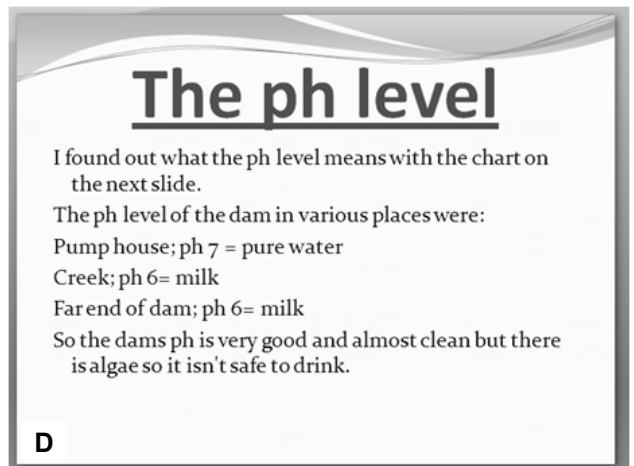 The ph level
I found out what the ph level means with the chart on
the next slide.
The ph level of the dam in various places were:
Pump house; ph 7 = pure water
Creek; ph 6= milk
Far end of dam; ph 6= milk
So the dams ph is very good and almost clean but there
is algae so it isn't safe to drink.
D